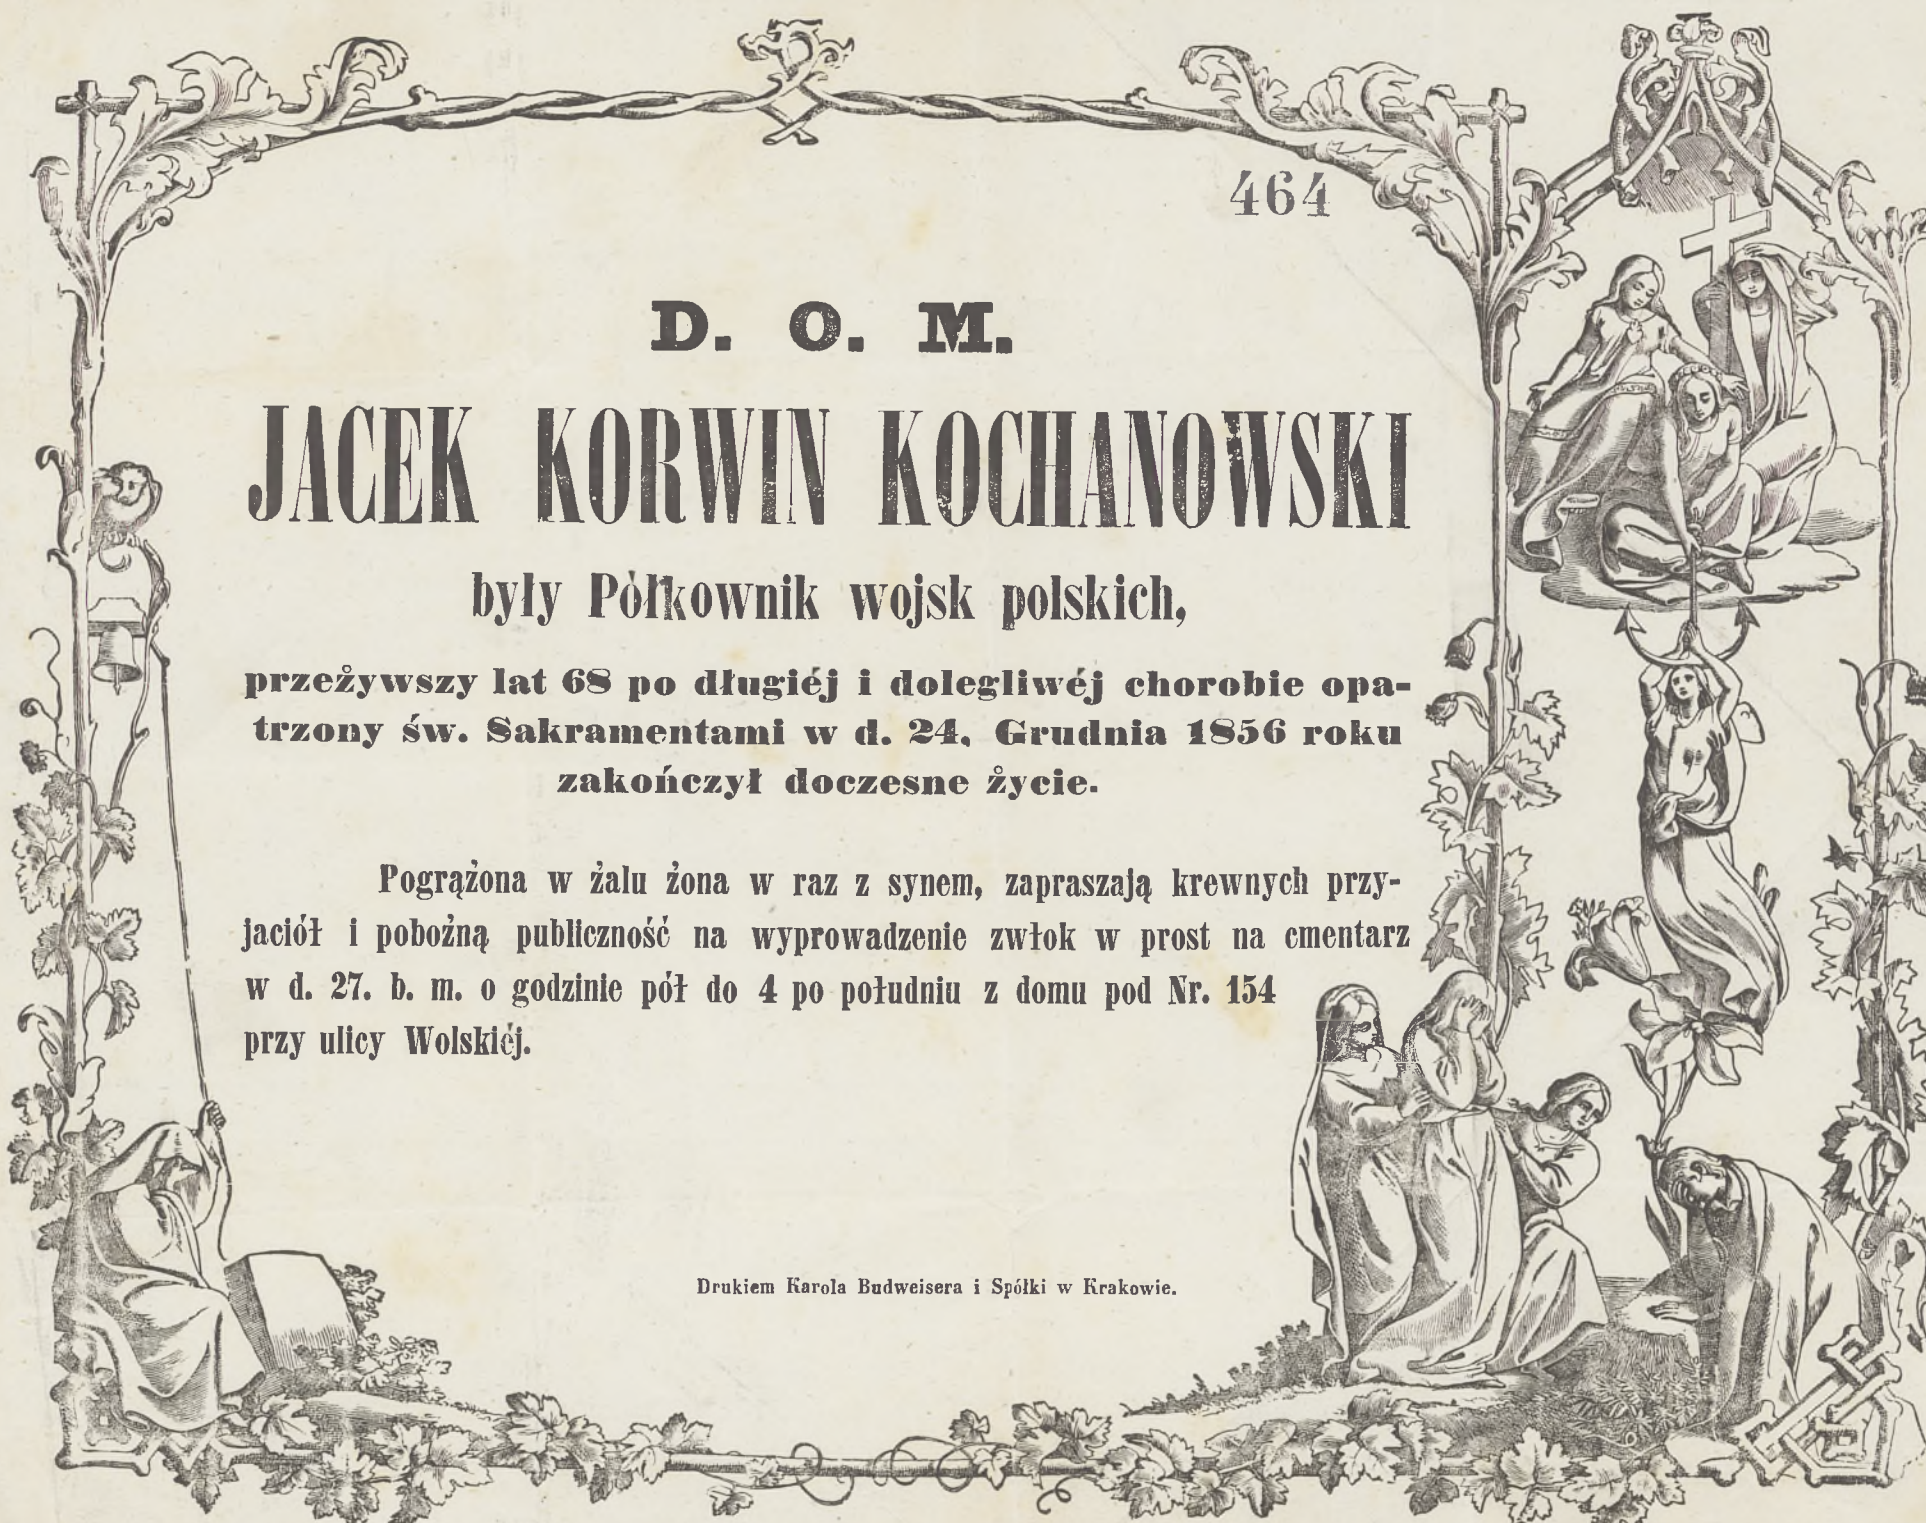 464
D. O. M.
JACEK KORWIN KOCHANOWSKI
były Półkownik wojsk polskich,
przeżywszy lat 68 po długiéj i dolegliwéj chorobie opa-
trzony św. Sakramentami w d. 24. Grudnia 1856 roku
zakończył doczesne życie.
Pogrążona w żalu żona w raz z synem, zapraszają krewnych przy-
jaciół i pobożną publiczność na wyprowadzenie zwłok w prost na cmentarz
w d. 27. b. m. o godzinie pół do 4 po południu z domu pod Nr. 154
przy ulicy Wolskiéj.
Drukiem Karola Budweisera i Spółki w Krakowie.